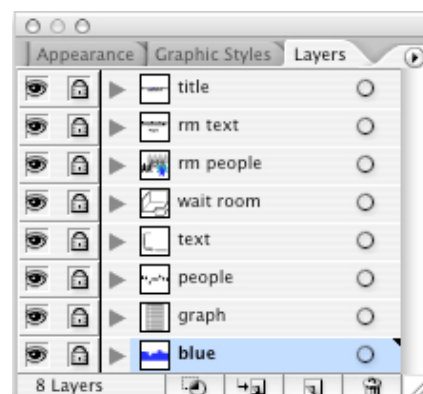 Appearance Graphic Styles Layers
title
rm text
rm people
wait room
text
people
graph
blue
8 Layers